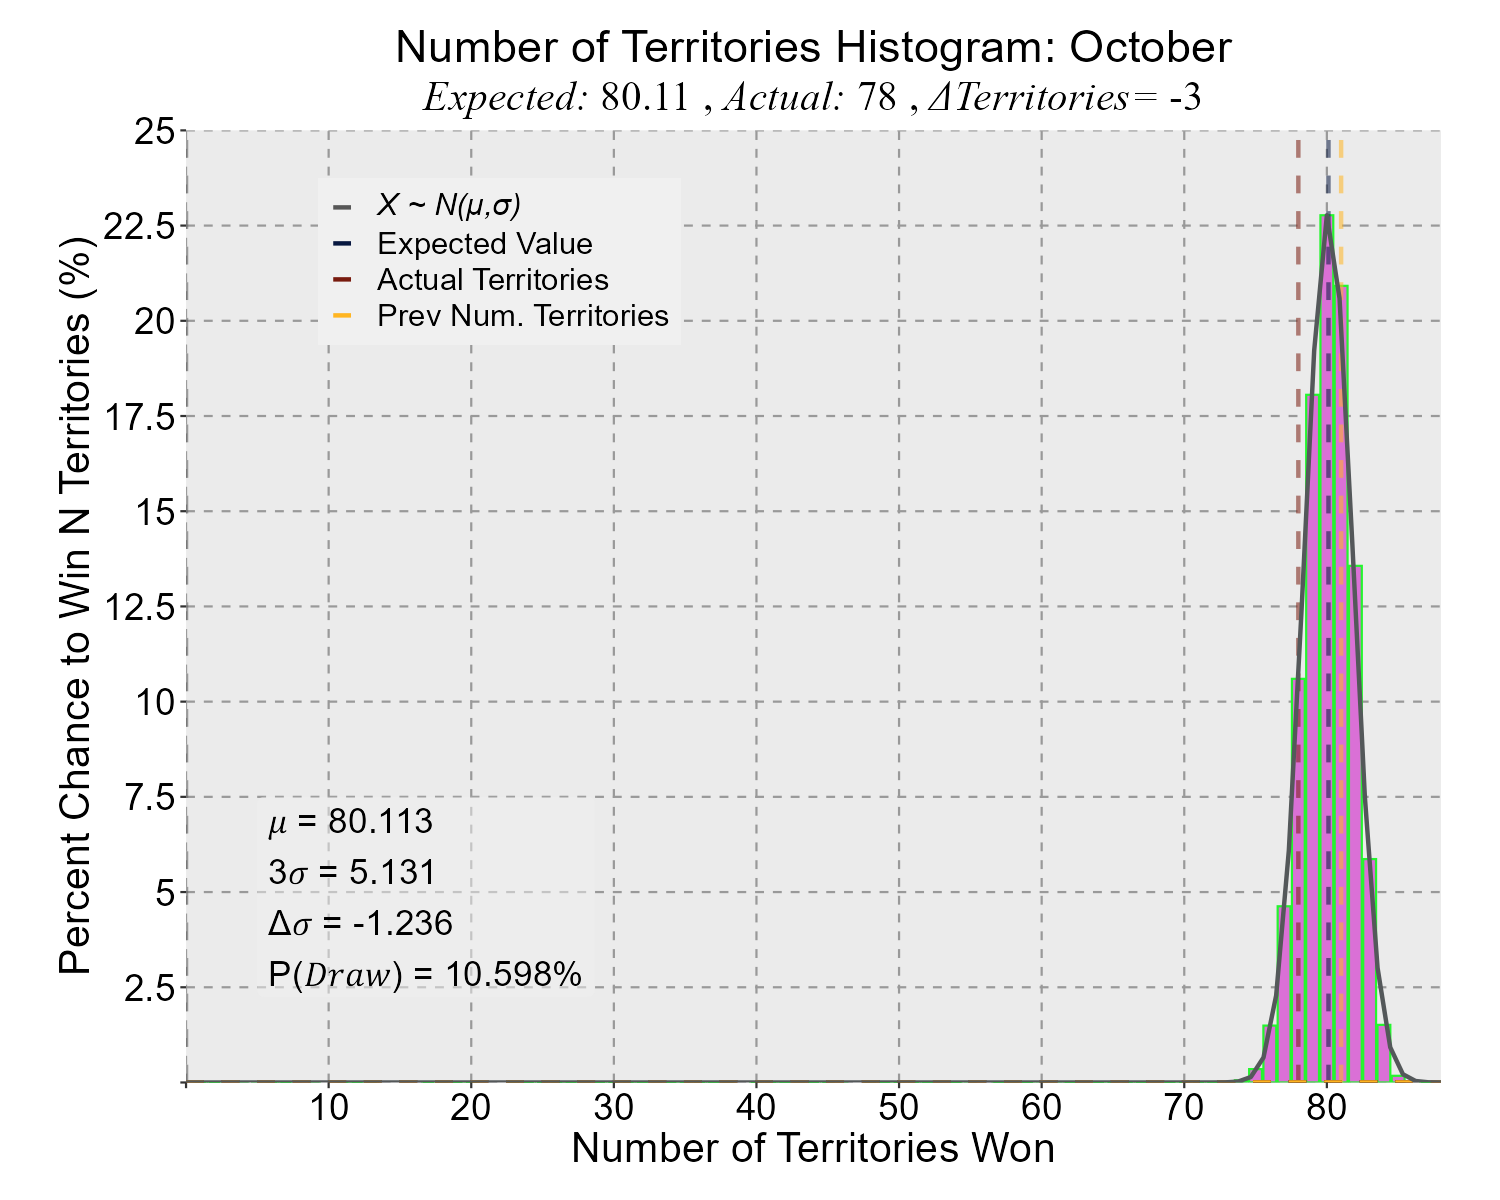 Number of Territories Histogram: October
Expected: 80.11 , Actual: 78 , ΔTerritories= -3
Percent Chance to Win N Territories (%)
25
22.5
20
17.5
15
12.5
10
7.5
5
2.5
X ~ N(μ,σ)
Expected Value
Actual Territories
Prev Num. Territories
μ = 80.113
3σ = 5.131
Δσ = -1.236
P(Draw) = 10.598%
10 20 30 40 50 60 70 80
Number of Territories Won